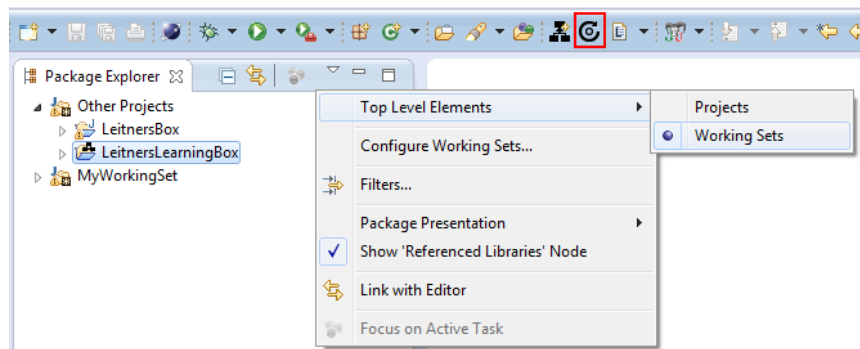 Package Explorer
Other Projects
LeitnersBox
LeitnersLearningBox
MyWorkingSet
Top Level Elements
Configure Working Sets...
Filters...
Package Presentation
Show 'Referenced Libraries' Node
Link with Editor
Focus on Active Task
Projects
Working Sets